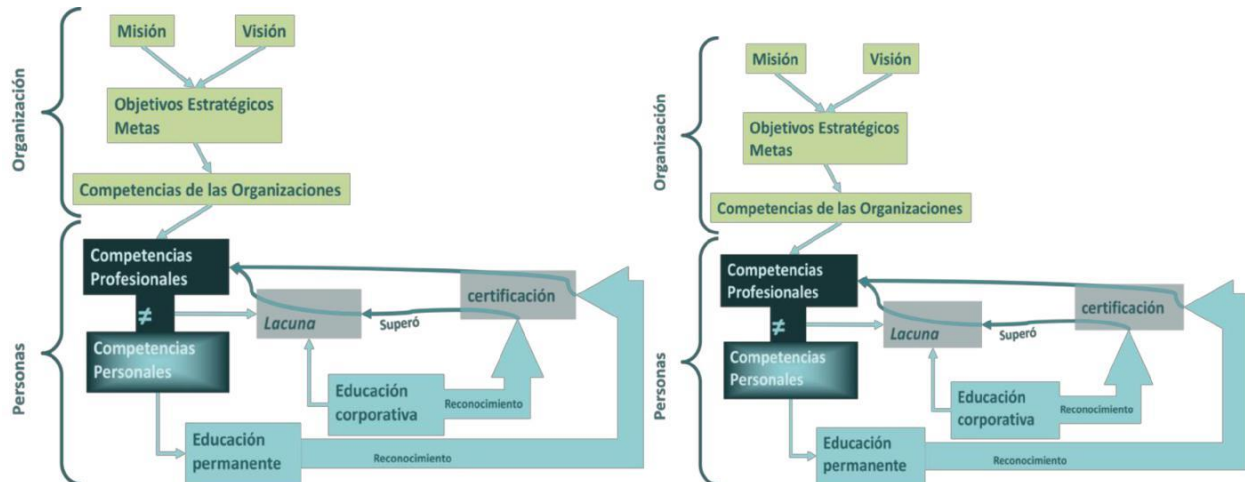 Organización
Misión
Visión
Objetivos Estratégicos
Metas
Competencias de las Organizaciones
Personas
Competencias
Profesionales
≠
Competencias
Personales
Lacuna
Superó
certificación
Educación
corporativa
Reconocimiento
Educación
permanente
Reconocimiento
Organización
Misión
Visión
Objetivos Estratégicos
Metas
Competencias de las Organizaciones
Personas
Competencias
Profesionales
≠
Competencias
Personales
Lacuna
Superó
certificación
Educación
corporativa
Reconocimiento
Educación
permanente
Reconocimiento